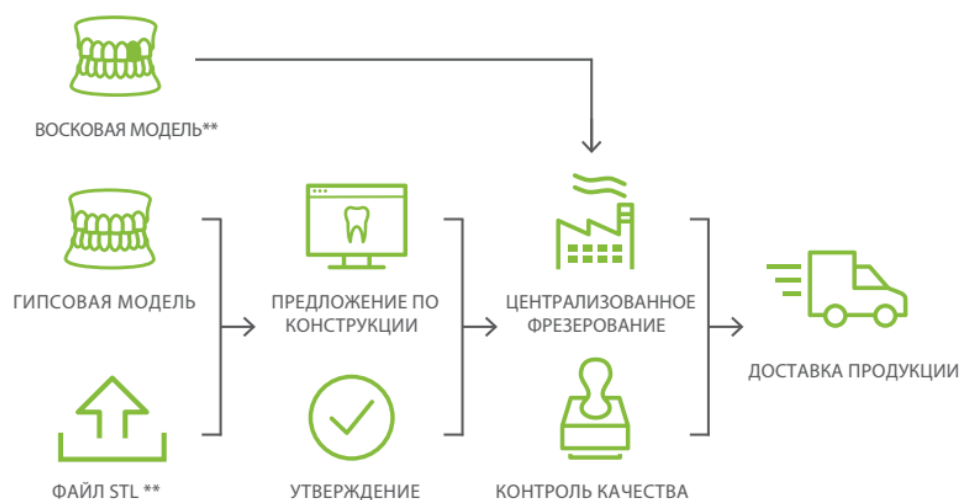 ВОСКОВАЯ МОДЕЛЬ**
ГИПСОВАЯ МОДЕЛЬ
ПРЕДЛОЖЕНИЕ ПО
КОНСТРУКЦИИ
ЦЕНТРАЛИЗОВАННОЕ
ФРЕЗЕРОВАНИЕ
ДОСТАВКА ПРОДУКЦИИ
ФАЙЛ STL **
УТВЕРЖДЕНИЕ
КОНТРОЛЬ КАЧЕСТВА